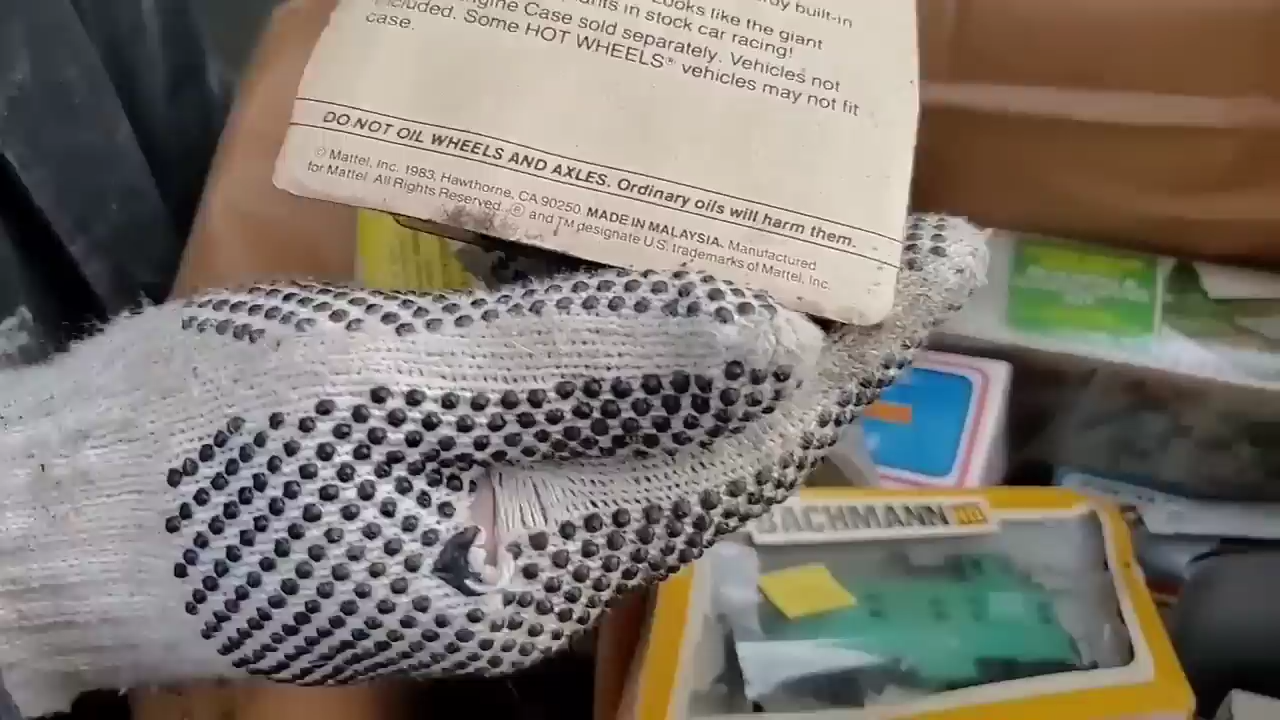 Looks like the giant
in stock car racing!
Engine Case sold separately. Vehicles not
included. Some HOT WHEELS® vehicles may not fit
case.
DO NOT OIL WHEELS AND AXLES. Ordinary oils will harm them.
© Mattel, Inc. 1983, Hawthorne, CA 90250. MADE IN MALAYSIA. Manufactured
for Mattel. All Rights Reserved. ® and TM designate U.S. trademarks of Mattel, Inc.
BACHMANN